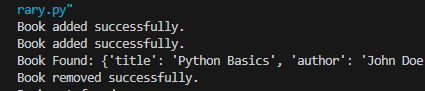 rary.py"
Book added successfully.
Book added successfully.
Book Found: {'title': 'Python Basics', 'author': 'John Doe
Book removed successfully.